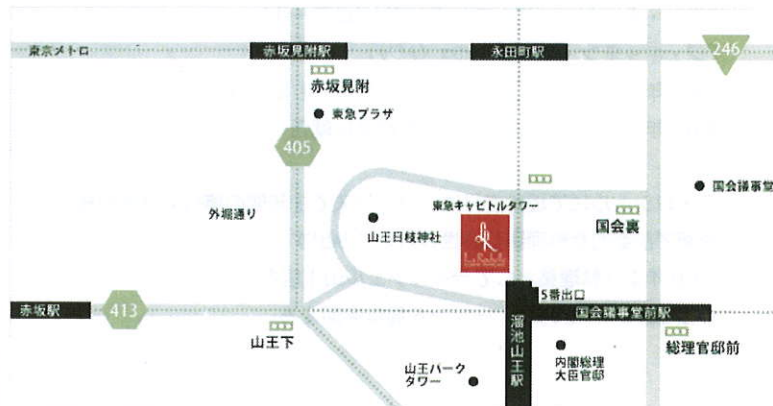 東京メトロ
赤坂見附駅
永田町駅
246
赤坂見附
東急プラザ
405
国会議事堂
東急キャピトルタワー
外堀通り
山王日枝神社
国会裏
5番出口
赤坂駅
413
国会議事堂前駅
山王下
溜池山王駅
総理官邸前
山王パーク
タワー
内閣総理
大臣官邸